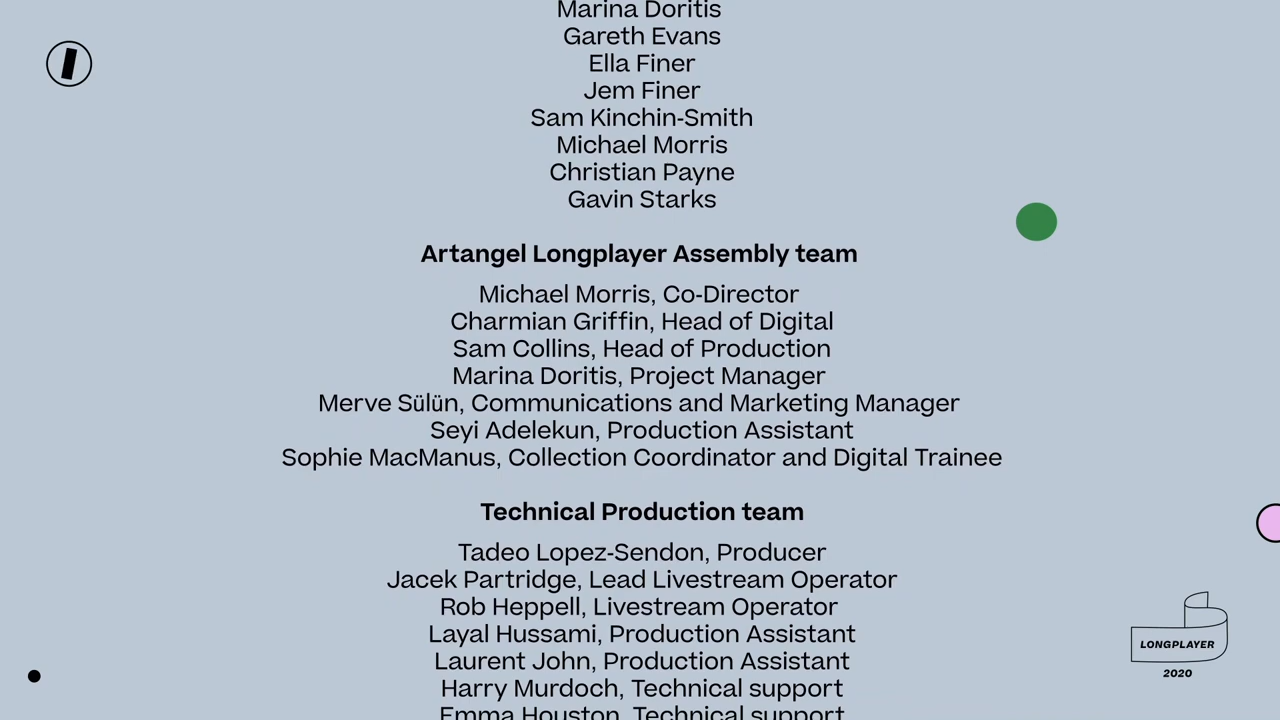 Marina Doritis
Gareth Evans
Ella Finer
Jem Finer
Sam Kinchin-Smith
Michael Morris
Christian Payne
Gavin Starks
Artangel Longplayer Assembly team
Michael Morris, Co-Director
Charmian Griffin, Head of Digital
Sam Collins, Head of Production
Marina Doritis, Project Manager
Merve Sülün, Communications and Marketing Manager
Seyi Adelekun, Production Assistant
Sophie MacManus, Collection Coordinator and Digital Trainee
Technical Production team
Tadeo Lopez-Sendon, Producer
Jacek Partridge, Lead Livestream Operator
Rob Heppell, Livestream Operator
Layal Hussami, Production Assistant
Laurent John, Production Assistant
Harry Murdoch, Technical support
Emma Houston, Technical support
LONGPLAYER
2020